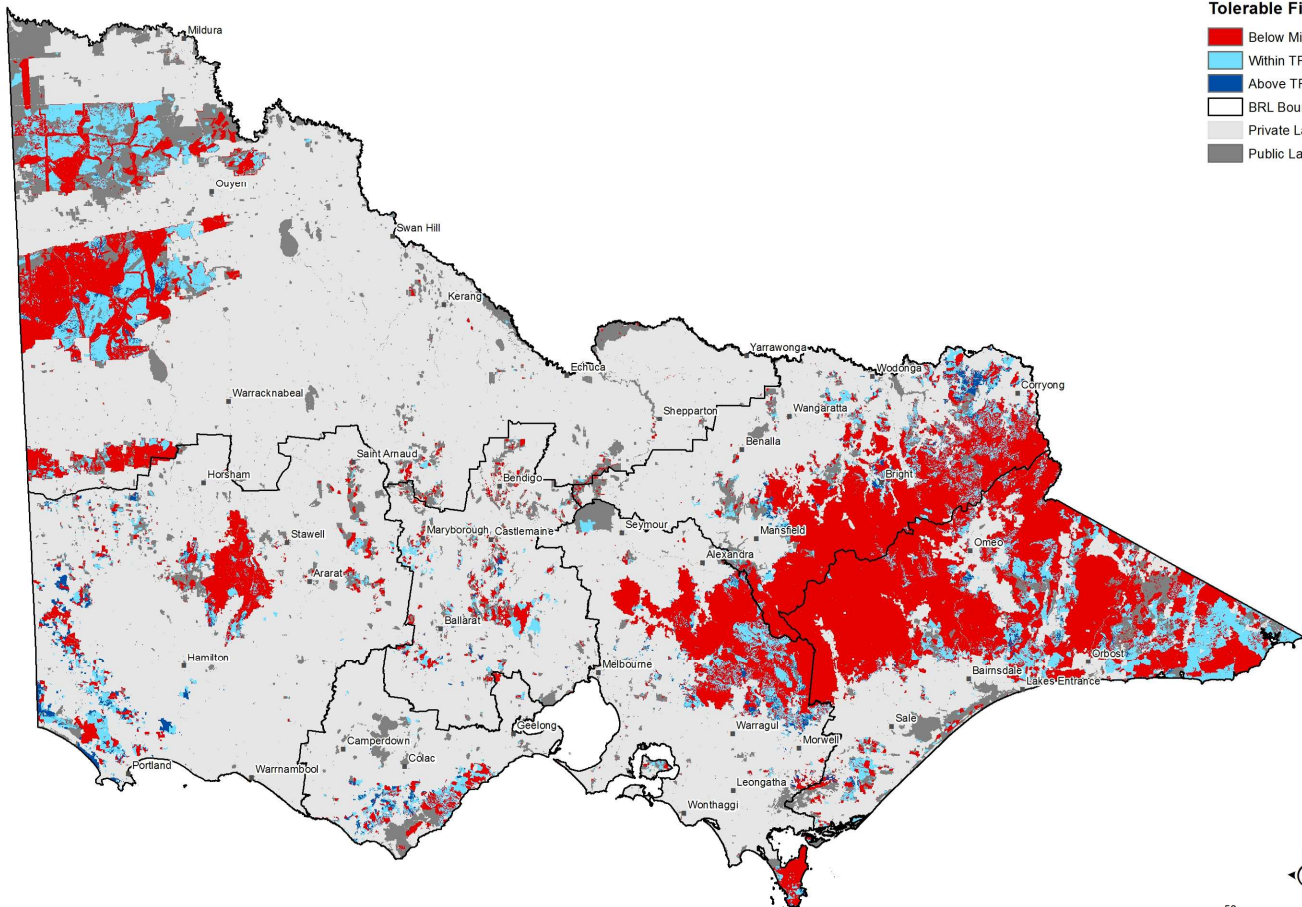 Tolerable Fi
Below Mi
Within TF
Above TF
BRL Bou
Private La
Public La
Mildura
Ouyen
Swan Hill
Kerang
Echuca
Yarrawonga
Wodonga
Corryong
Warracknabeal
Shepparton
Wangaratta
Benalla
Saint Arnaud
Horsham
Bendigo
Bright
Stawell
Maryborough
Castlemaine
Seymour
Mansfield
Omeo
Alexandra
Ararat
Ballarat
Hamilton
Melbourne
Orbost
Bairnsdale
Lakes Entrance
Geelong
Warragul
Sale
Camperdown
Morwell
Colac
Portland
Warrnambool
Leongatha
Wonthaggi